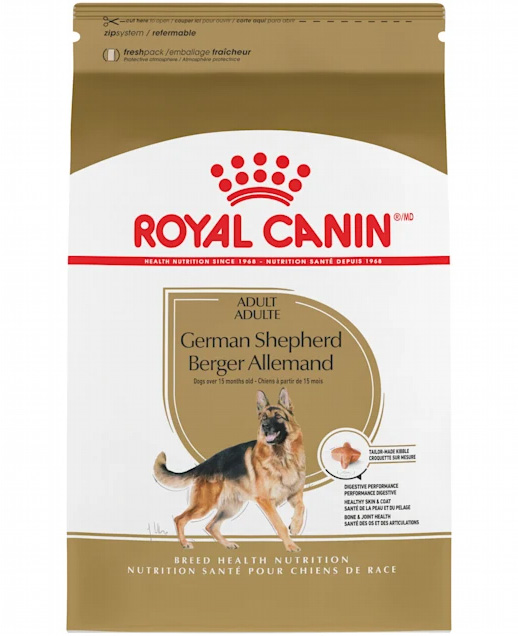 cut here to open / couper ici pour ouvrir / corte aquí para abrir
zipsystem / refermable
freshpack / emballage fraîcheur
Protective atmosphere / Atmosphère protectrice
ROYAL CANIN ®/MD
HEALTH NUTRITION SINCE 1968 - NUTRITION SANTÉ DEPUIS 1968
ADULT
ADULTE
German Shepherd
Berger Allemand
Dogs over 15 months old - Chiens à partir de 15 mois
TAILOR-MADE KIBBLE
CROQUETTE SUR MESURE
DIGESTIVE PERFORMANCE
PERFORMANCE DIGESTIVE
HEALTHY SKIN & COAT
SANTÉ DE LA PEAU ET DU PELAGE
BONE & JOINT HEALTH
SANTÉ DES OS ET DES ARTICULATIONS
BREED HEALTH NUTRITION
NUTRITION SANTÉ POUR CHIENS DE RACE